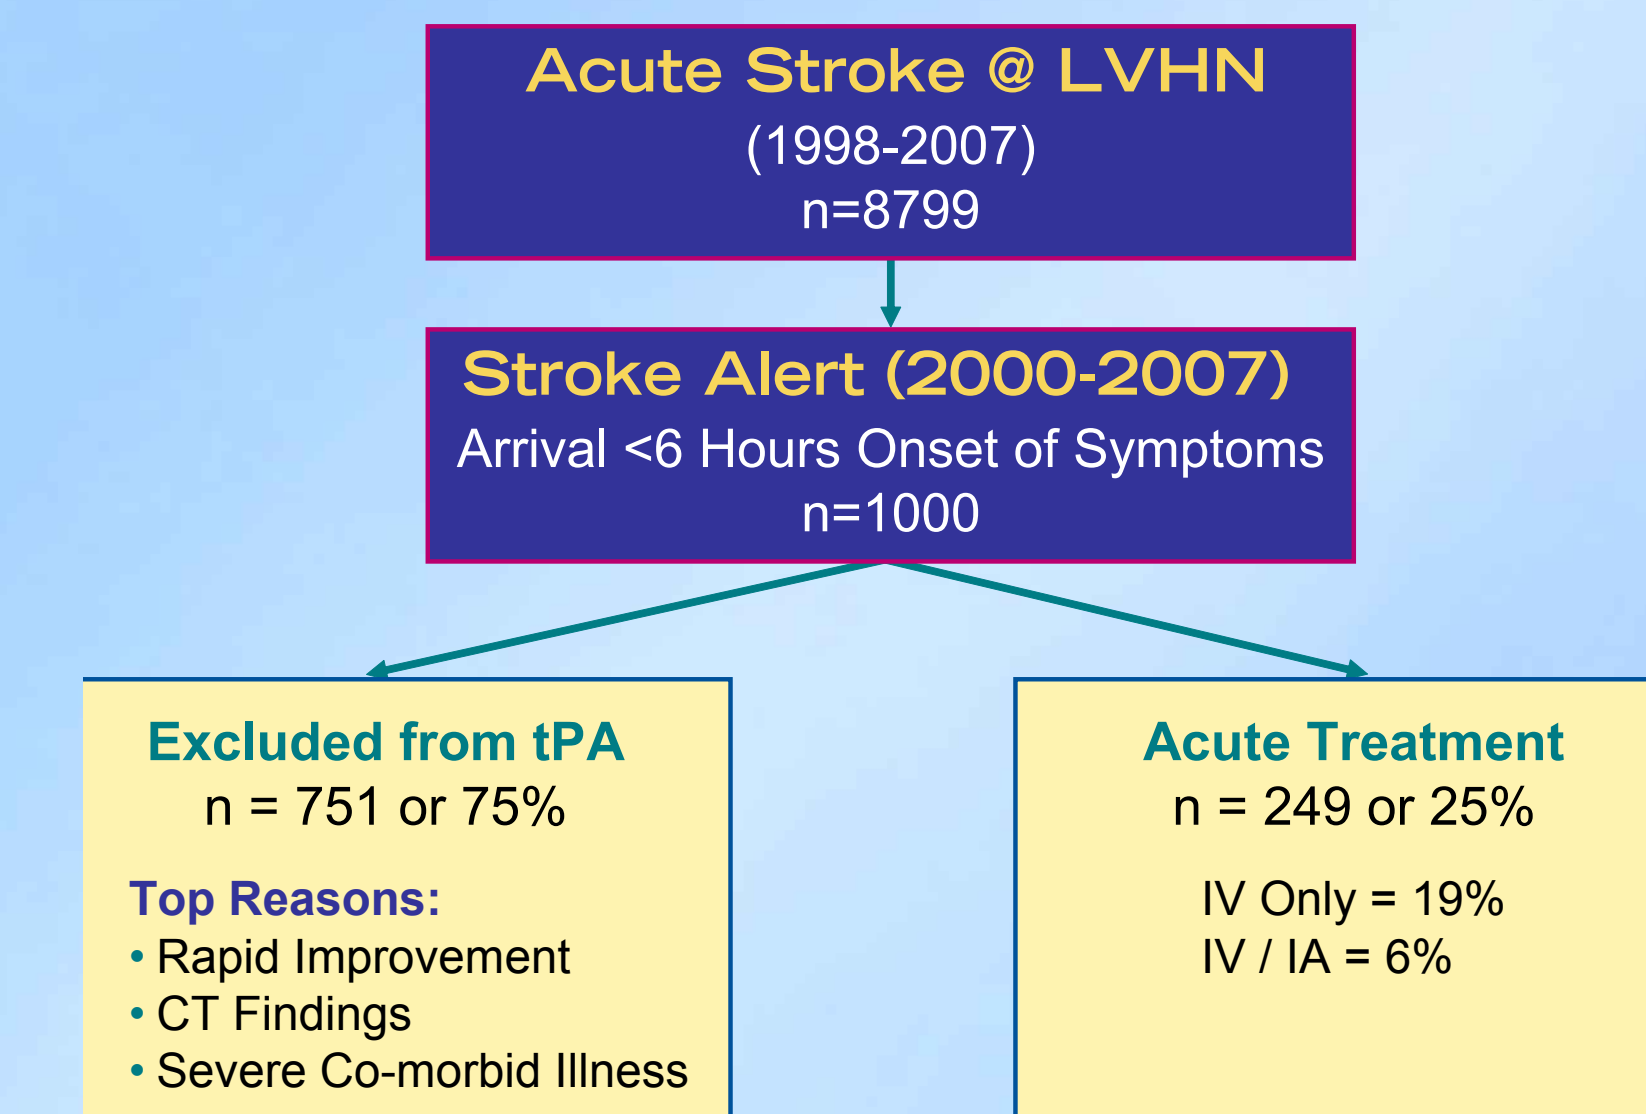 Acute Stroke @ LVHN
(1998-2007)
n=8799
Stroke Alert (2000-2007)
Arrival <6 Hours Onset of Symptoms
n=1000
Excluded from tPA
n = 751 or 75%
Top Reasons:
• Rapid Improvement
• CT Findings
• Severe Co-morbid Illness
Acute Treatment
n = 249 or 25%
IV Only = 19%
IV / IA = 6%